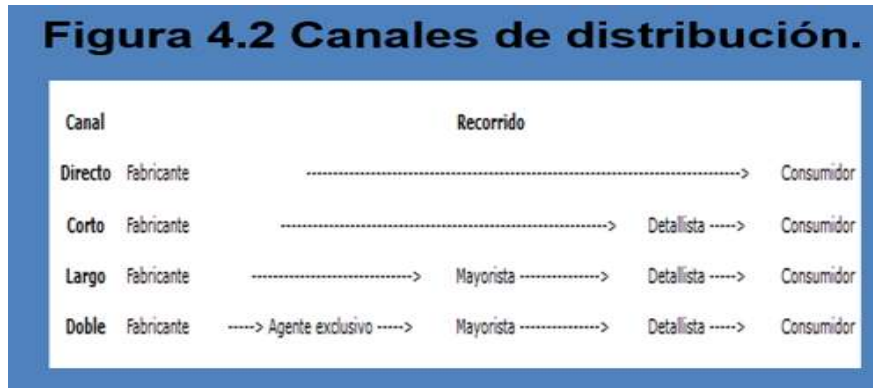 Figura 4.2 Canales de distribución.
Canal Recorrido
Directo Fabricante ----------------------------------------------------------------------------------> Consumidor
Corto Fabricante --------------------------------------------------------------> Detallista -----> Consumidor
Largo Fabricante -------------------------------> Mayorista ----------------> Detallista -----> Consumidor
Doble Fabricante -----> Agente exclusivo -----> Mayorista ----------------> Detallista -----> Consumidor